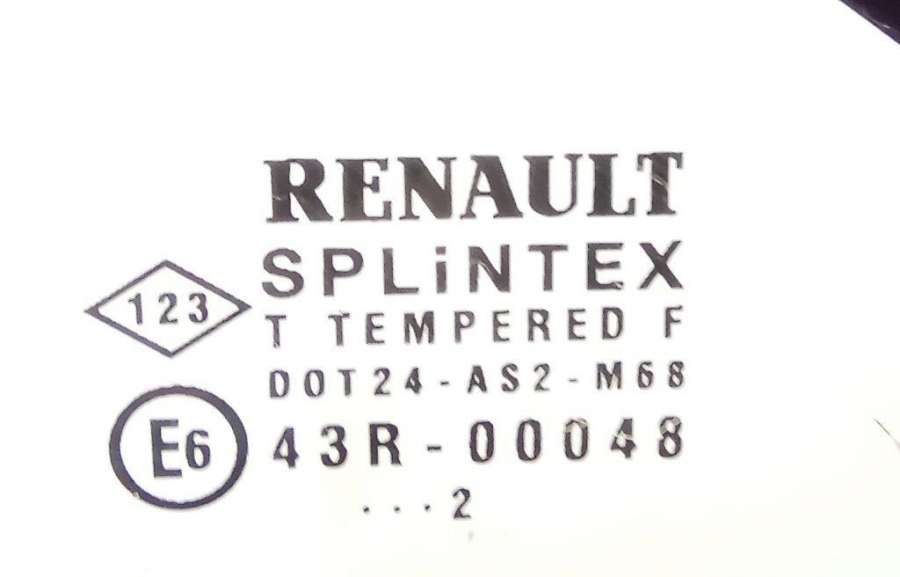 RENAULT
SPLiNTEX
123
T TEMPERED F
DOT24-AS2-M68
E6
43R-00048
...2